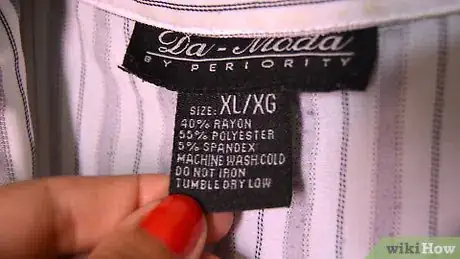 Da-Moda
BY PERIORITY
SIZE: XL/XG
40% RAYON
55% POLYESTER
5% SPANDEX
MACHINE WASH COLD
DO NOT IRON
TUMBLE DRY LOW
wikiHow